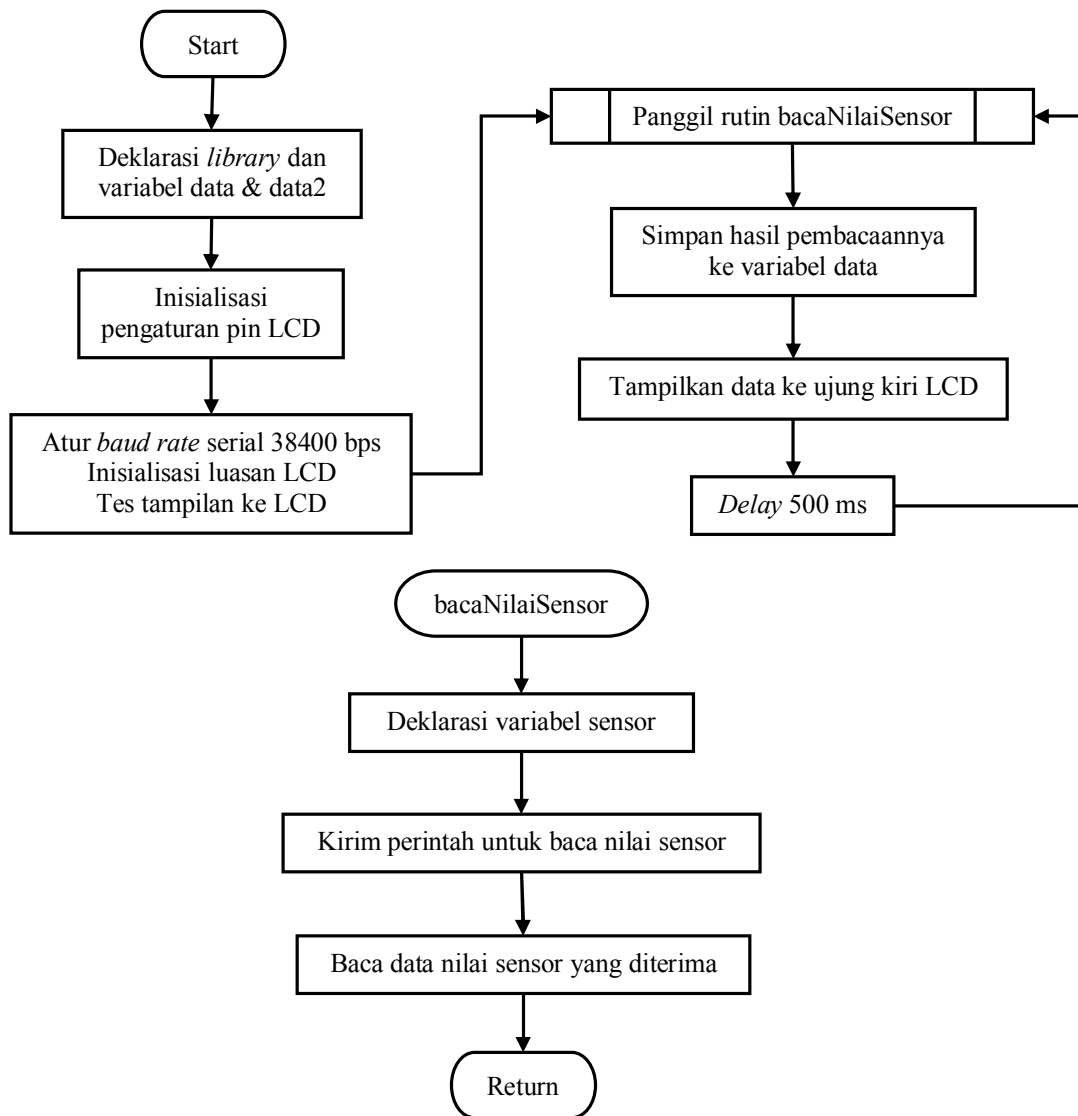 Start
Deklarasi library dan
variabel data & data2
Inisialisasi
pengaturan pin LCD
Atur baud rate serial 38400 bps
Inisialisasi luasan LCD
Tes tampilan ke LCD
Panggil rutin bacaNilaiSensor
Simpan hasil pembacaannya
ke variabel data
Tampilkan data ke ujung kiri LCD
Delay 500 ms
bacaNilaiSensor
Deklarasi variabel sensor
Kirim perintah untuk baca nilai sensor
Baca data nilai sensor yang diterima
Return